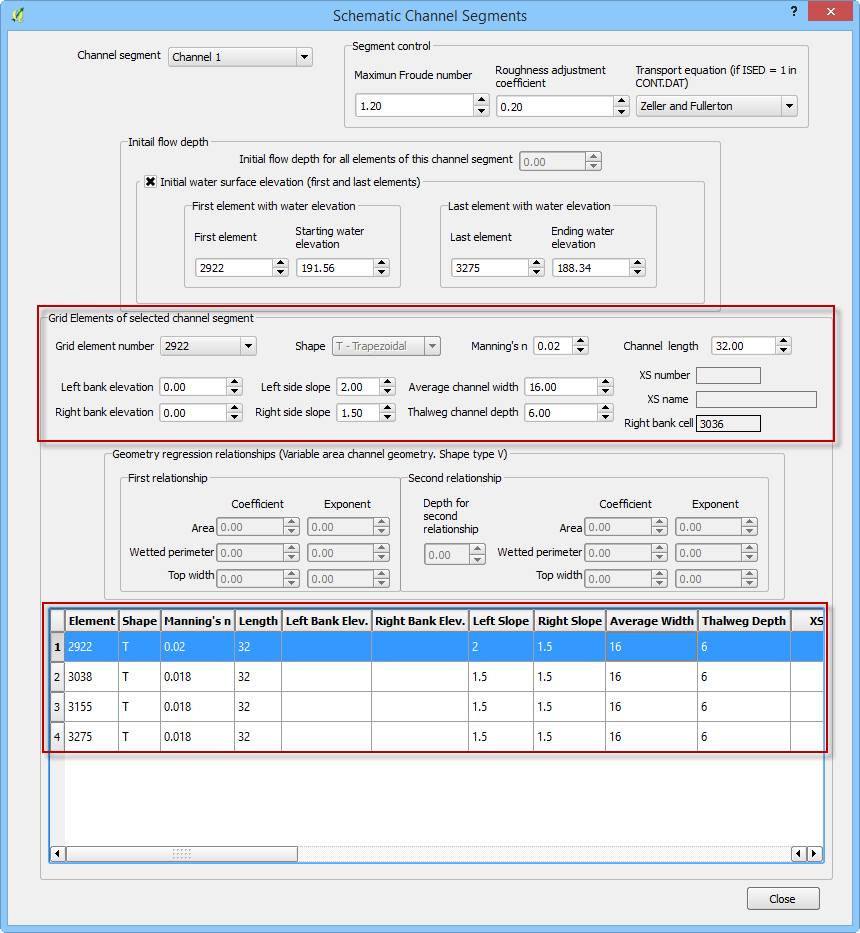 Schematic Channel Segments
?
Channel segment Channel 1
Segment control
Maximun Froude number
1.20
Roughness adjustment
coefficient
0.20
Transport equation (if ISED = 1 in
CONT.DAT)
Zeller and Fullerton
Initail flow depth
Initial flow depth for all elements of this channel segment 0.00
Initial water surface elevation (first and last elements)
First element with water elevation
First element
2922
Starting water
elevation
191.56
Last element with water elevation
Last element
3275
Ending water
elevation
188.34
Grid Elements of selected channel segment
Grid element number 2922 Shape T - Trapezoidal Manning's n 0.02 Channel length 32.00
Left bank elevation 0.00 Left side slope 2.00 Average channel width 16.00
Right bank elevation 0.00 Right side slope 1.50 Thalweg channel depth 6.00
XS number
XS name
Right bank cell 3036
Geometry regression relationships (Variable area channel geometry. Shape type V)
First relationship
Coefficient Exponent
Area 0.00 0.00
Wetted perimeter 0.00 0.00
Top width 0.00 0.00
Second relationship
Depth for
second
relationship
0.00
Coefficient Exponent
Area 0.00 0.00
Wetted perimeter 0.00 0.00
Top width 0.00 0.00
Element Shape Manning's n Length Left Bank Elev. Right Bank Elev. Left Slope Right Slope Average Width Thalweg Depth XS
1 2922 T 0.02 32 2 1.5 16 6
2 3038 T 0.018 32 1.5 1.5 16 6
3 3155 T 0.018 32 1.5 1.5 16 6
4 3275 T 0.018 32 1.5 1.5 16 6
Close